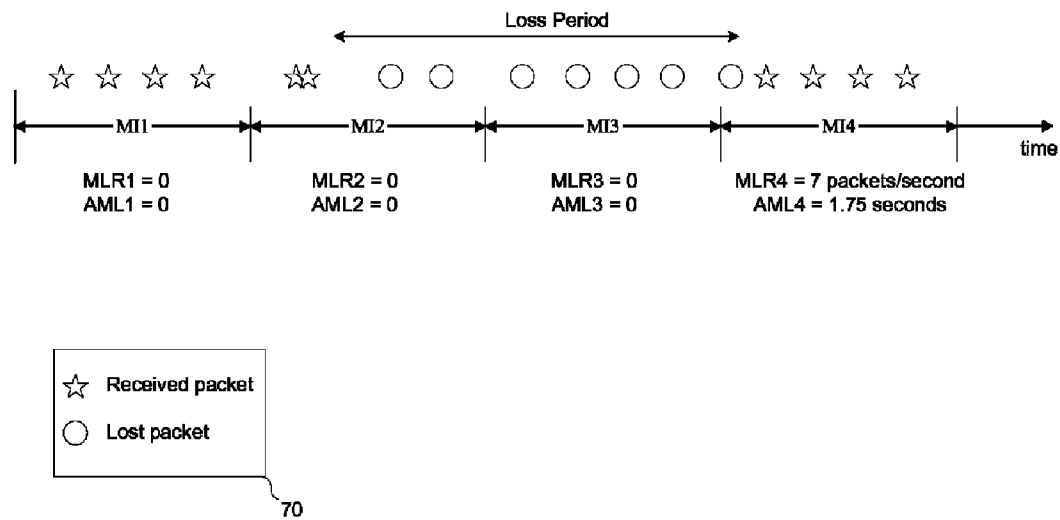 Loss Period
MI1
MI2
MI3
MI4
time
MLR1 = 0
AML1 = 0
MLR2 = 0
AML2 = 0
MLR3 = 0
AML3 = 0
MLR4 = 7 packets/second
AML4 = 1.75 seconds
Received packet
Lost packet
70